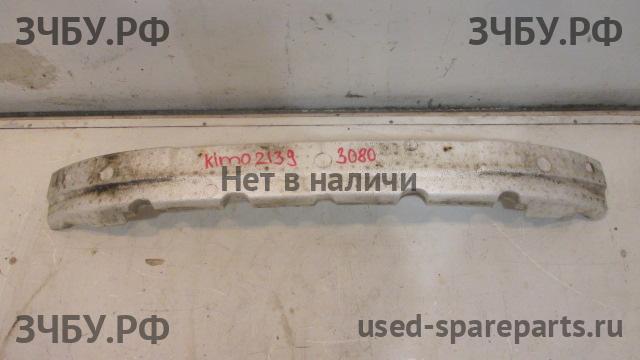 ЗЧБУ.РФ ЗЧБУ.РФ
Kimo 2139 3080
Нет в наличи
ЗЧБУ.РФ used-spareparts.ru